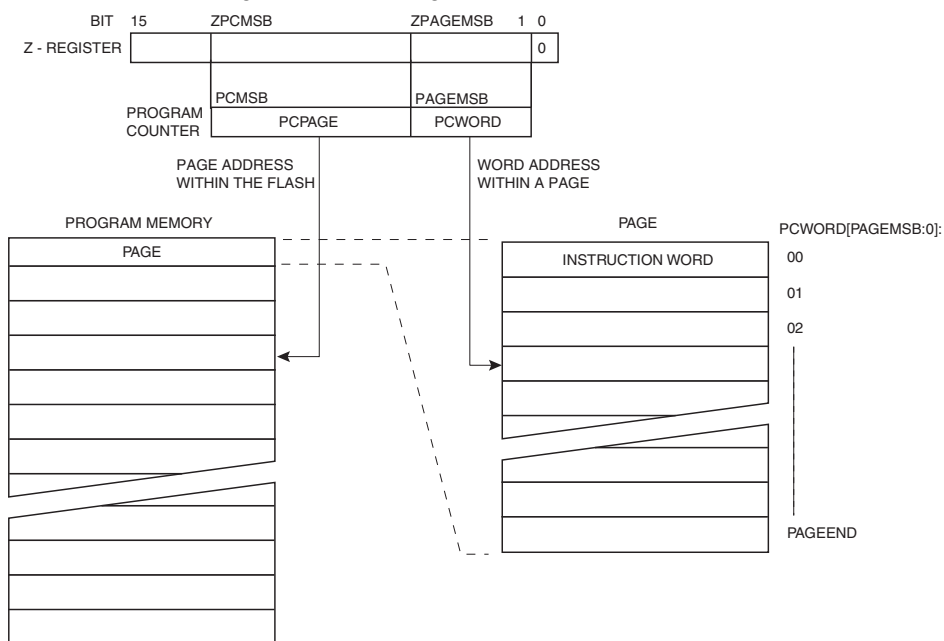 BIT 15 ZPCMSB ZPAGEMSB 1 0
Z - REGISTER 0
PCMSB PAGEMSB
PROGRAM
COUNTER
PCPAGE PCWORD
PAGE ADDRESS
WITHIN THE FLASH
WORD ADDRESS
WITHIN A PAGE
PROGRAM MEMORY
PAGE
PAGE
PCWORD[PAGEMSB:0]:
INSTRUCTION WORD 00
01
02
PAGEEND